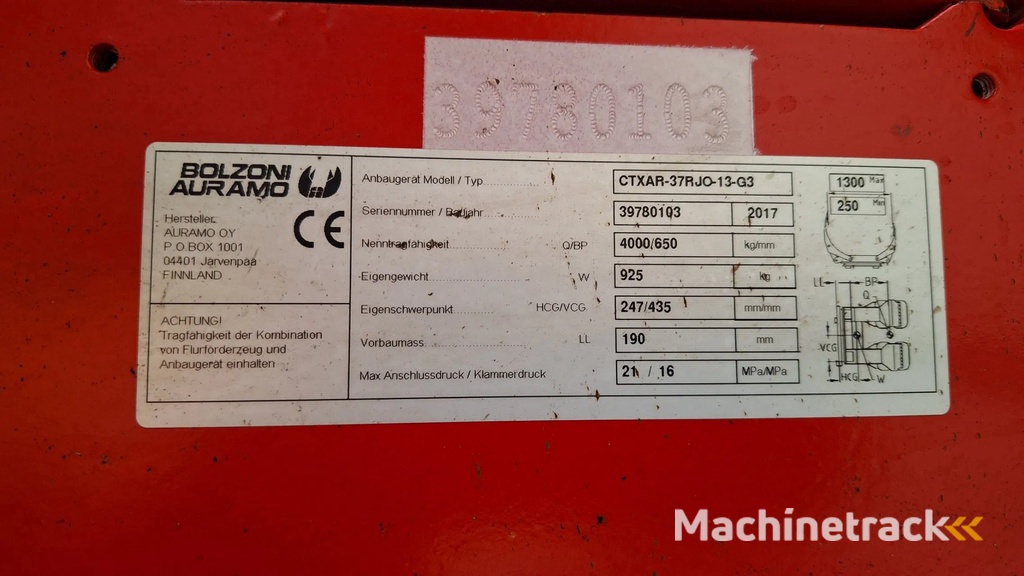 39780103
BOLZONI
AURAMO
CE
Hersteller.
AURAMO OY
P.O.BOX 1001
04401 Järvenpää
FINNLAND
ACHTUNG!
Tragfähigkeit der Kombination
von Flurförderzeug und
Anbaugerät einhalten
Anbaugerät Modell / Typ CTXAR-37RJO-13-G3
Seriennummer / Baujahr 39780103 2017
Nenntragfähigkeit Q/BP 4000/650 kg/mm
Eigengewicht W 925 kg
Eigenschwerpunkt HCG/VCG 247/435 mm/mm
Vorbaumass LL 190 mm
Max Anschlussdruck / Klammerdruck 21 / 16 MPa/MPa
1300 Max
250 Min
LL BP
Q
VCG
HCG W
Machinetrack